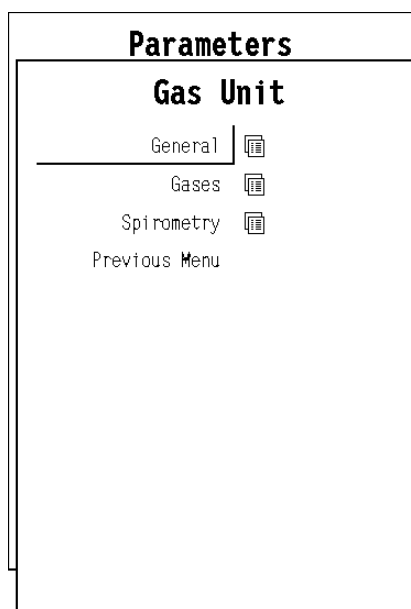 Parameters
Gas Unit
General
Gases
Spirometry
Previous Menu